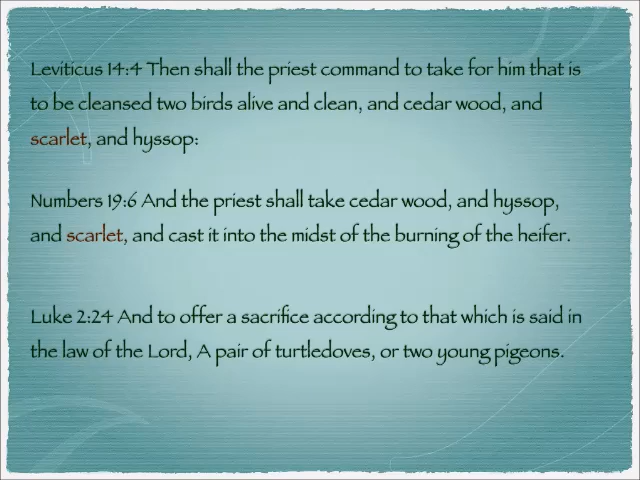 Leviticus 14:4 Then shall the priest command to take for him that is
to be cleansed two birds alive and clean, and cedar wood, and
scarlet, and hyssop:
Numbers 19:6 And the priest shall take cedar wood, and hyssop,
and scarlet, and cast it into the midst of the burning of the heifer.
Luke 2:24 And to offer a sacrifice according to that which is said in
the law of the Lord, A pair of turtledoves, or two young pigeons.